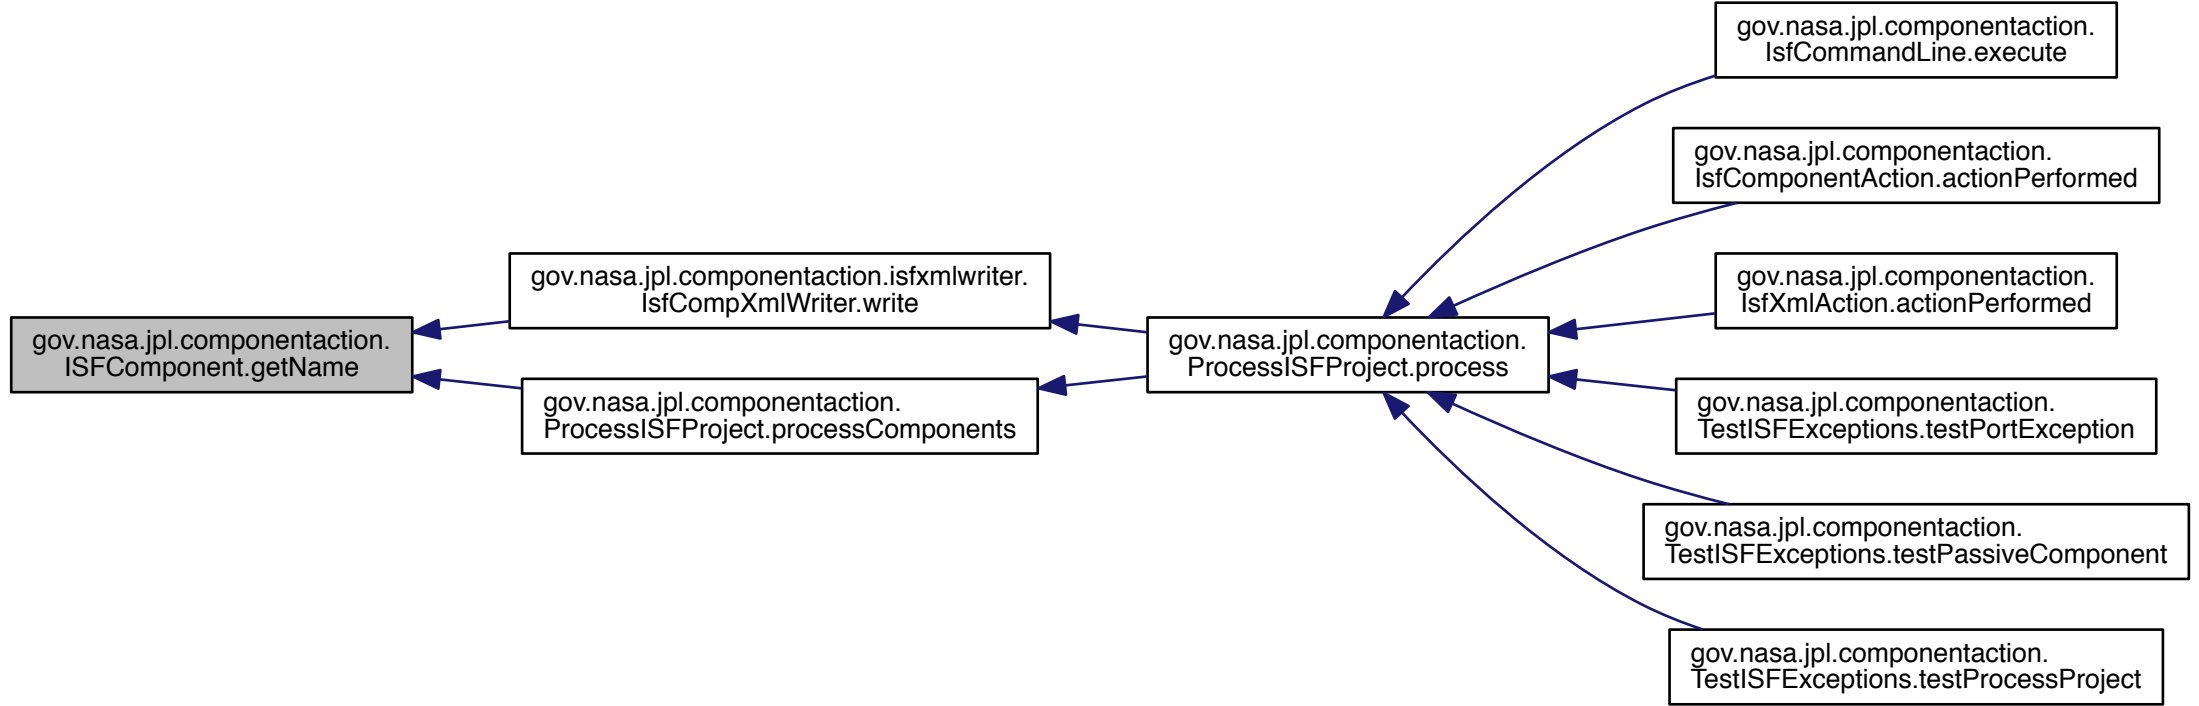 gov.nasa.jpl.componentaction.
IsfCommandLine.execute
gov.nasa.jpl.componentaction.
IsfComponentAction.actionPerformed
gov.nasa.jpl.componentaction.isfxmlwriter.
IsfCompXmlWriter.write
gov.nasa.jpl.componentaction.
IsfXmlAction.actionPerformed
gov.nasa.jpl.componentaction.
ISFComponent.getName
gov.nasa.jpl.componentaction.
ProcessISFProject.process
gov.nasa.jpl.componentaction.
ProcessISFProject.processComponents
gov.nasa.jpl.componentaction.
TestISFExceptions.testPortException
gov.nasa.jpl.componentaction.
TestISFExceptions.testPassiveComponent
gov.nasa.jpl.componentaction.
TestISFExceptions.testProcessProject